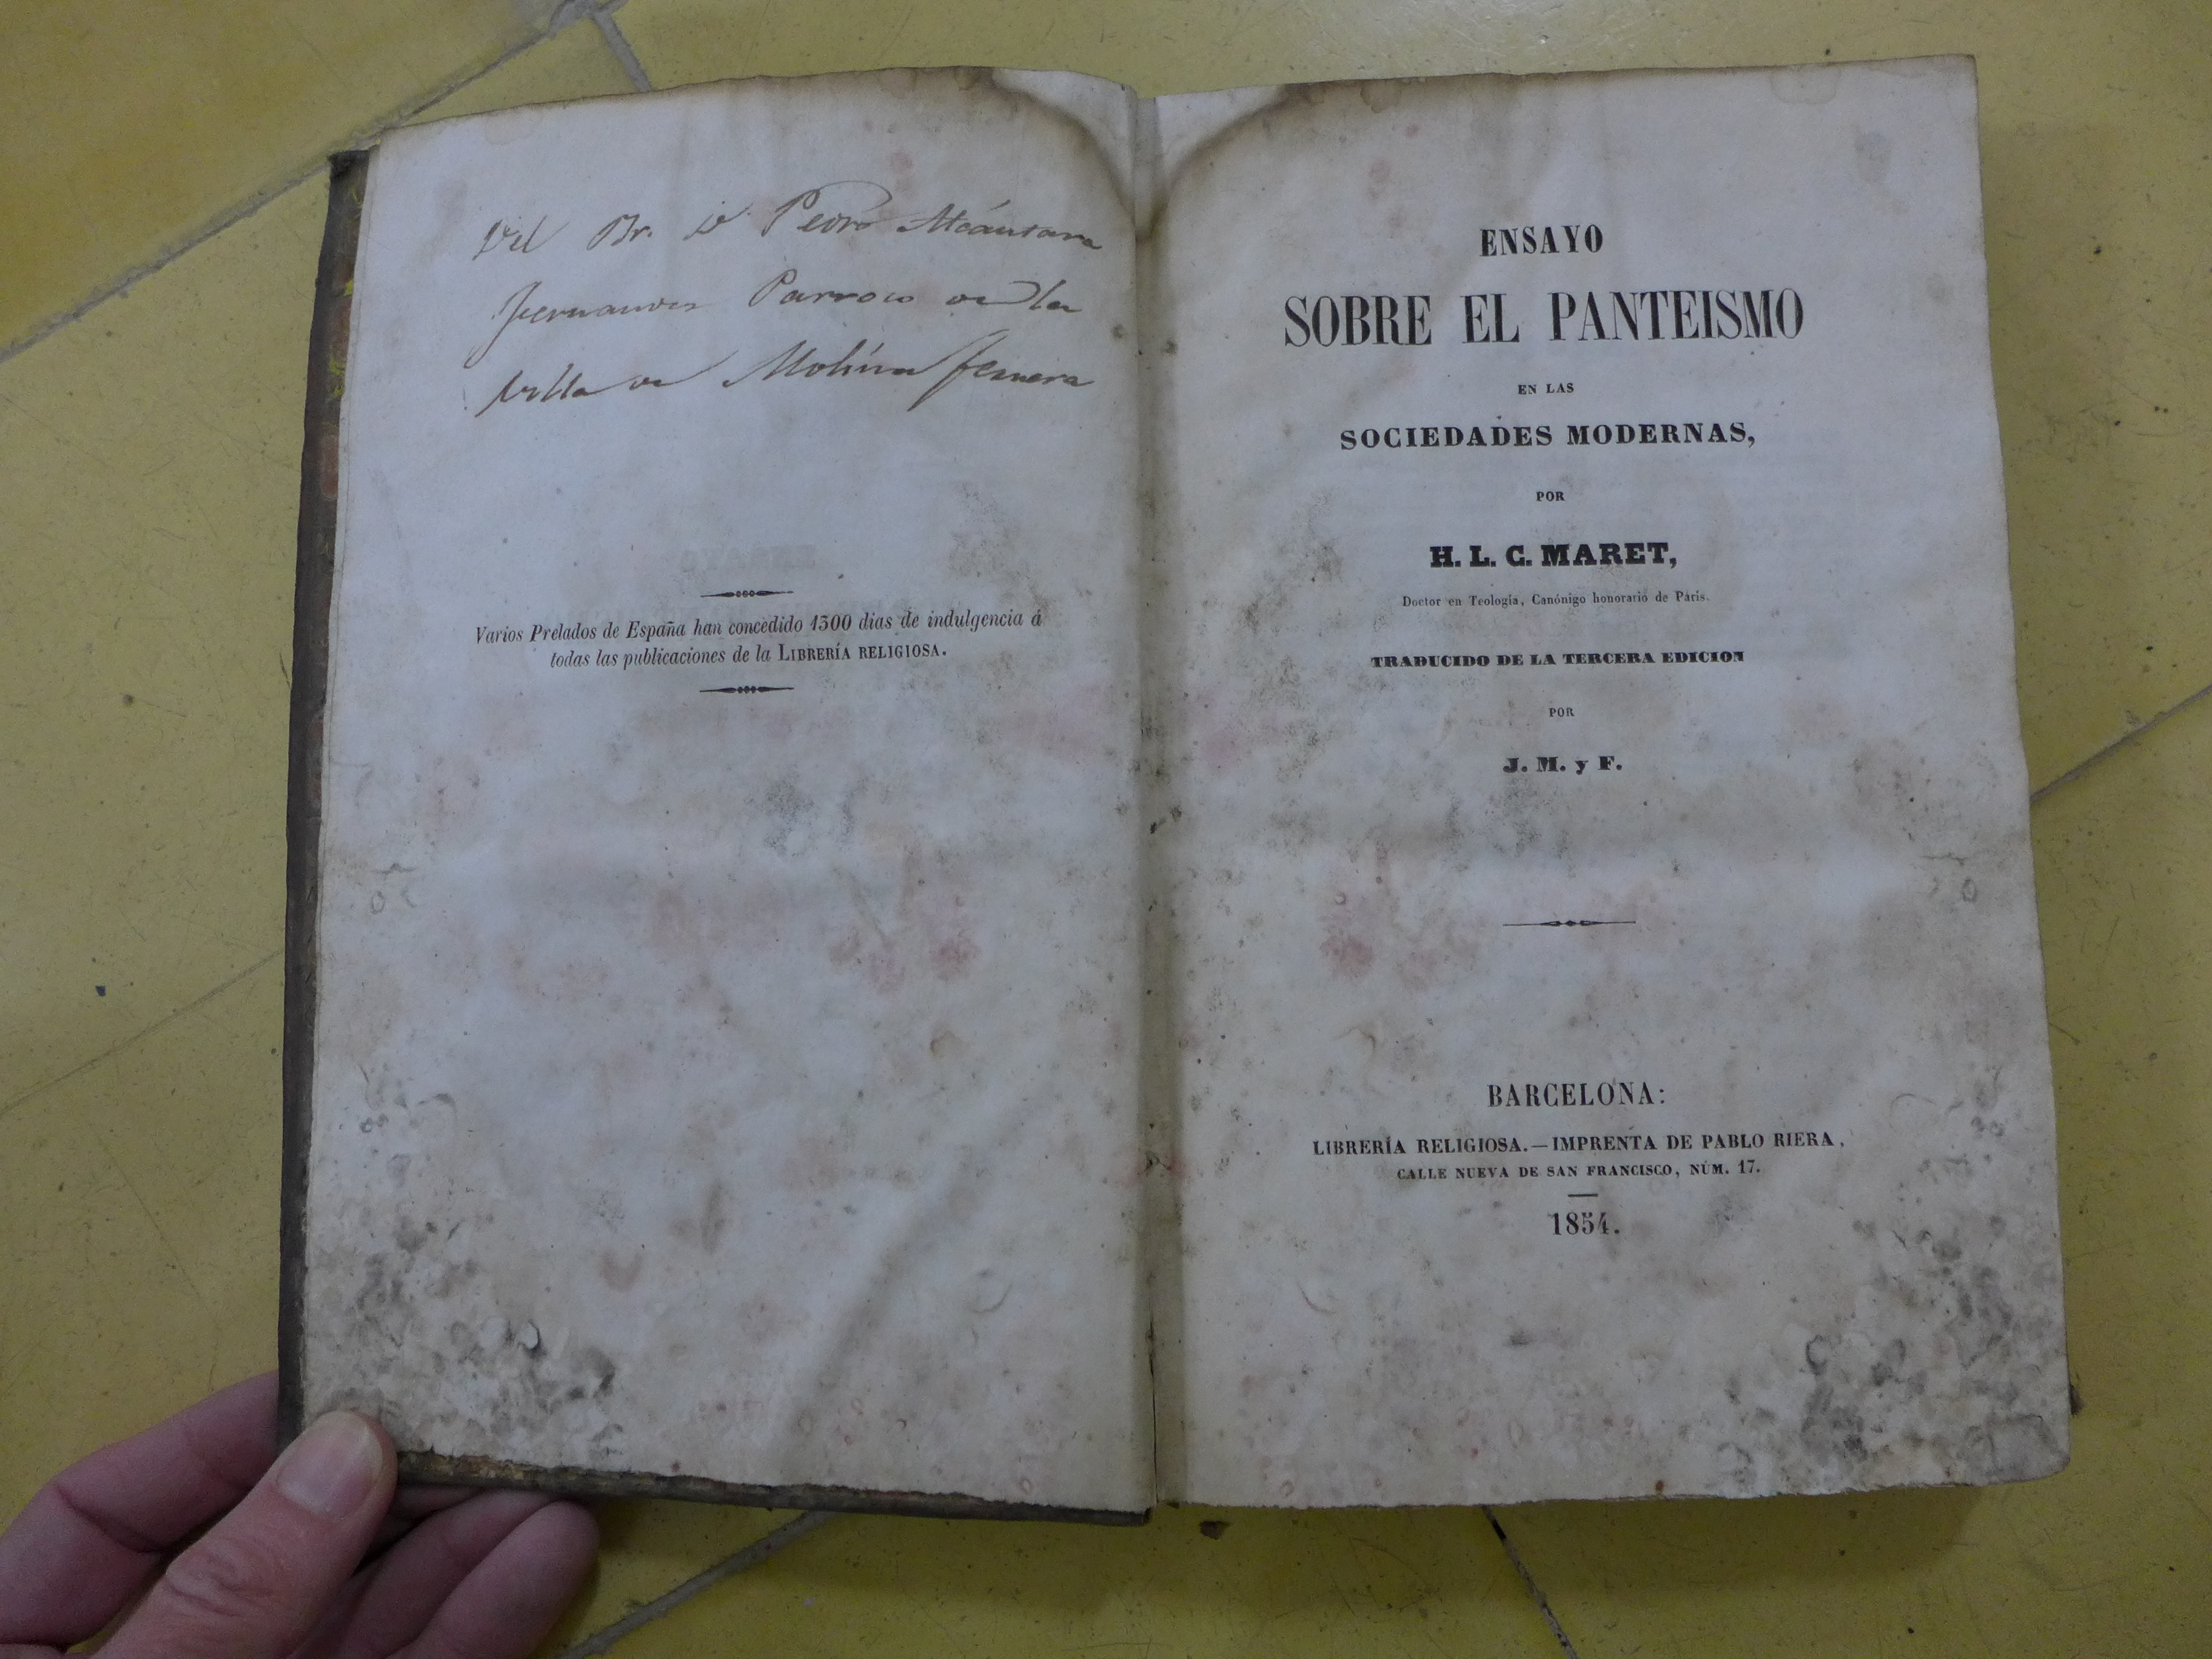 Del Br. D. Pedro Alcántara
Fernandez Parroco de la
Villa de Molina
Varios Prelados de España han concedido 1300 dias de indulgencia á
todas las publicaciones de la LIBRERÍA RELIGIOSA.
ENSAYO
SOBRE EL PANTEISMO
EN LAS
SOCIEDADES MODERNAS,
POR
H. L. C. MARET,
Doctor en Teología, Canónigo honorario de Paris.
TRADUCIDO DE LA TERCERA EDICION
POR
J. M. y F.
BARCELONA:
LIBRERÍA RELIGIOSA.—IMPRENTA DE PABLO RIERA,
CALLE NUEVA DE SAN FRANCISCO, NÚM. 17.
1854.